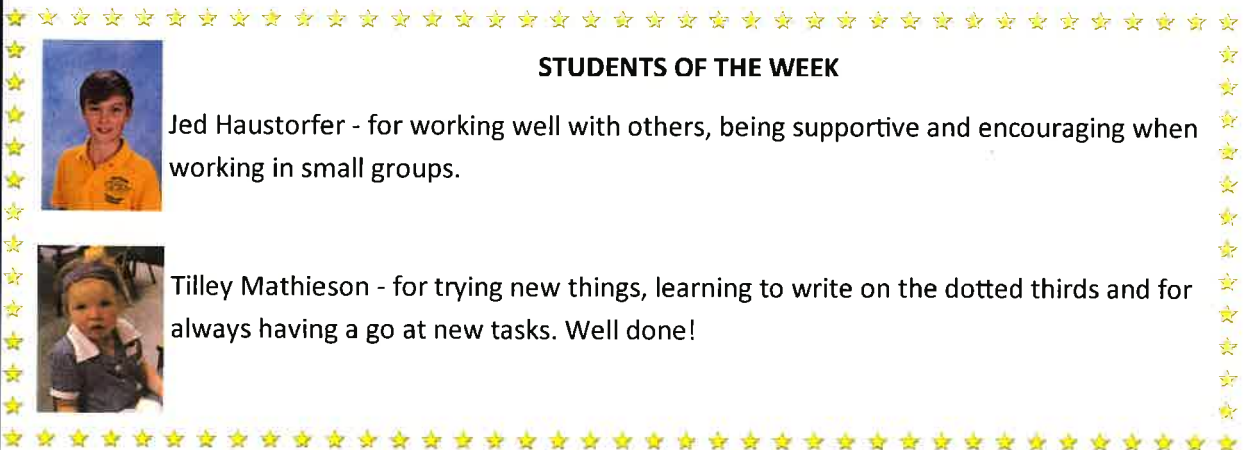 STUDENTS OF THE WEEK
Jed Haustorfer - for working well with others, being supportive and encouraging when
working in small groups.
Tilley Mathieson - for trying new things, learning to write on the dotted thirds and for
always having a go at new tasks. Well done!